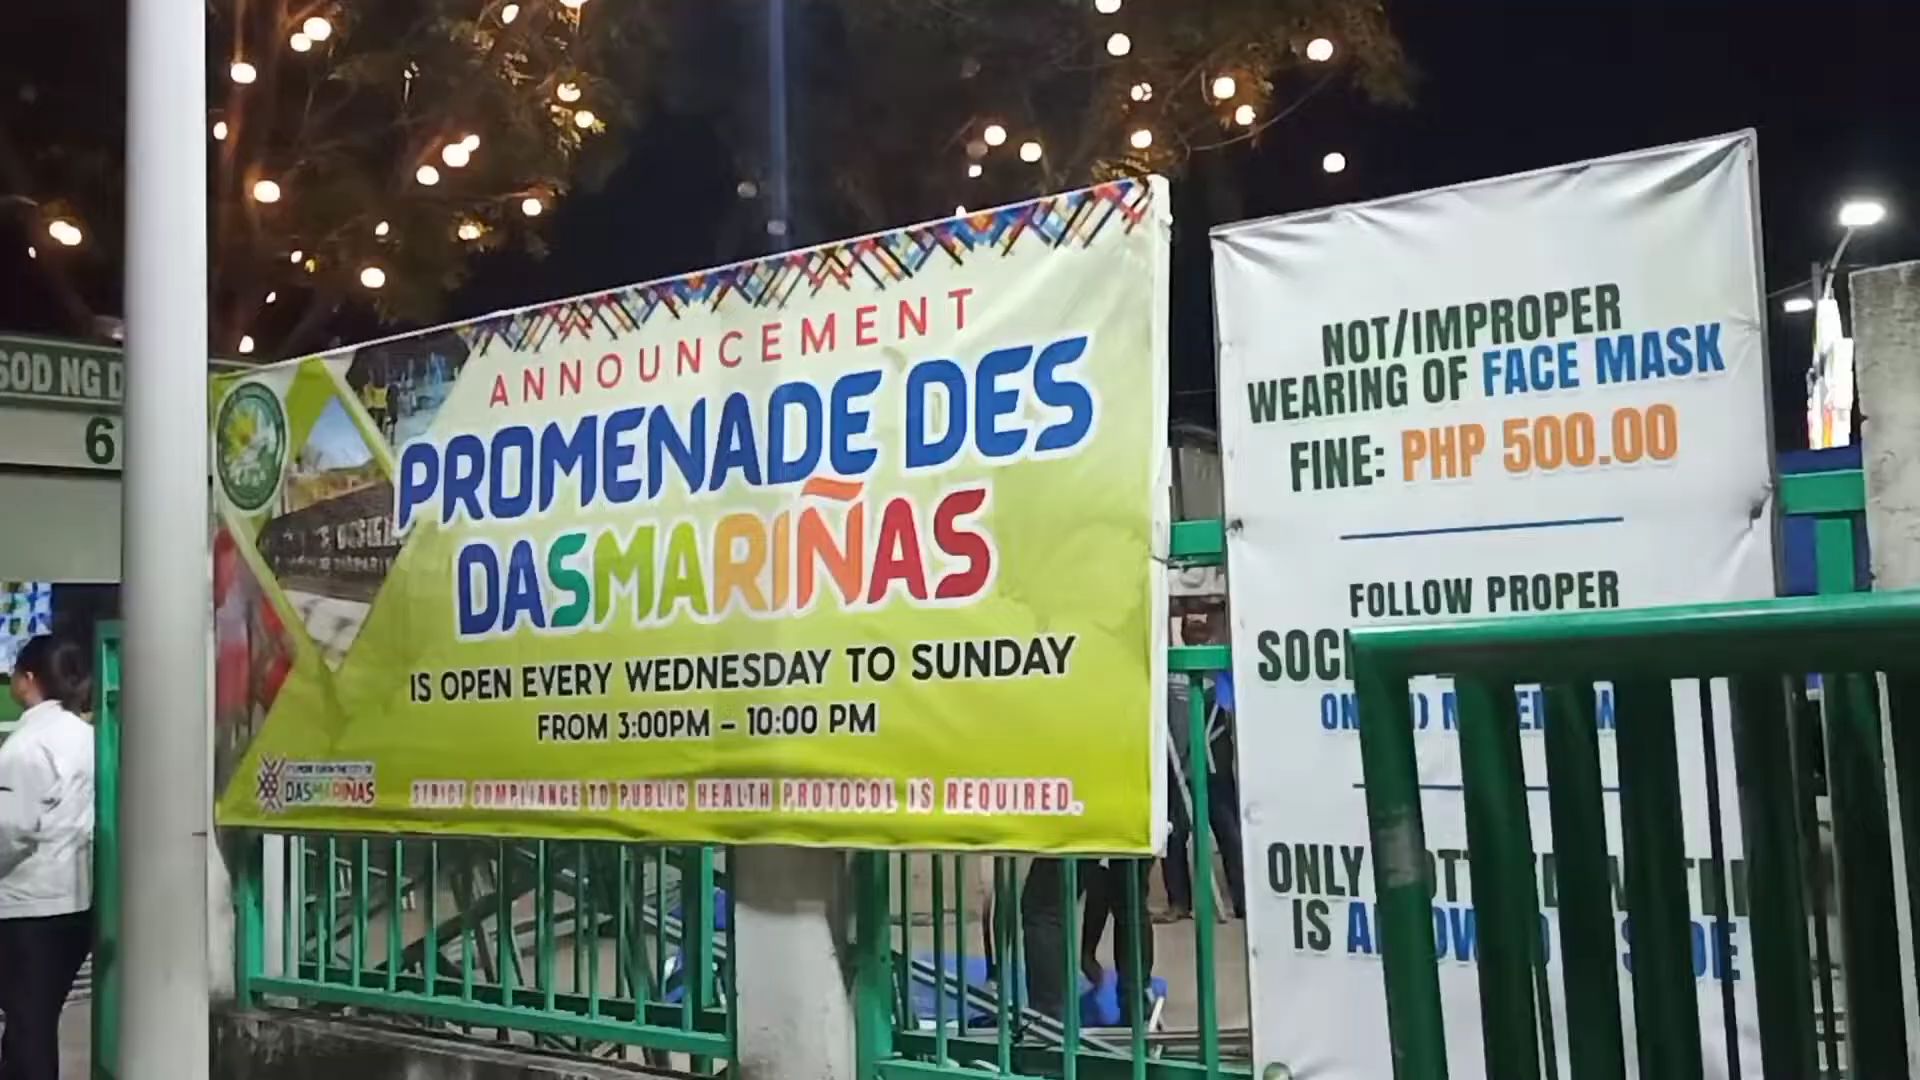 SOD NG D
6
ANNOUNCEMENT
PROMENADE DES
DASMARIÑAS
IS OPEN EVERY WEDNESDAY TO SUNDAY
FROM 3:00PM – 10:00 PM
DASMARIÑAS
STRICT COMPLIANCE TO PUBLIC HEALTH PROTOCOL IS REQUIRED.
NOT/IMPROPER
WEARING OF FACE MASK
FINE: PHP 500.00
FOLLOW PROPER
ONLY
IS